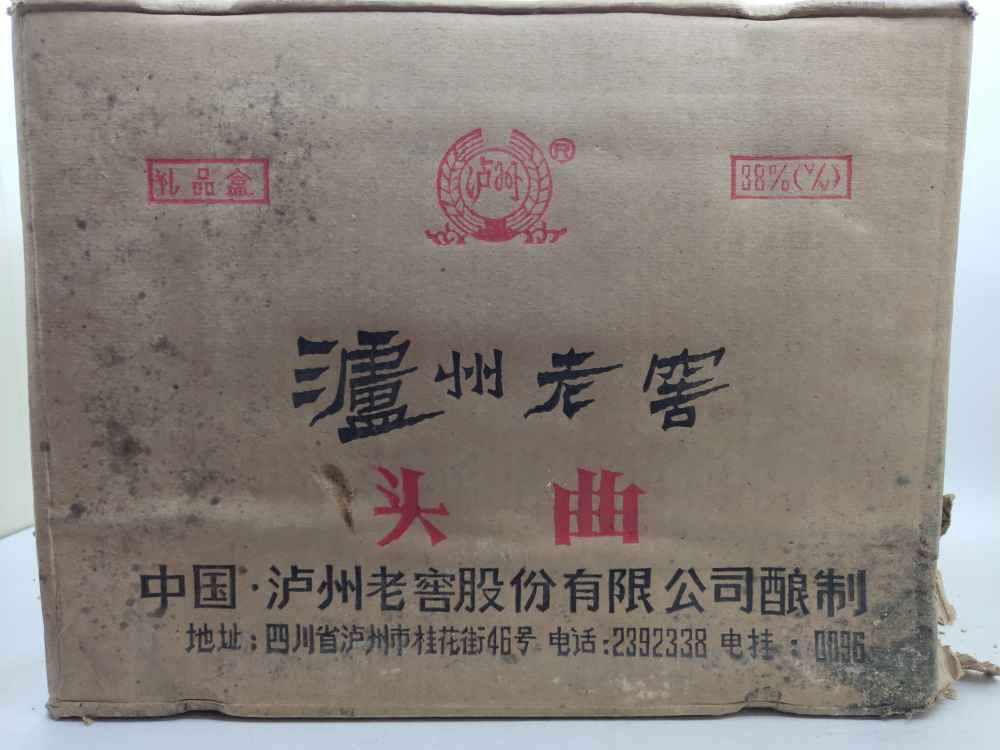 礼品盒
泸州 ®
38%(V/V)
瀘州老窖
头曲
中国·泸州老窖股份有限公司酿制
地址:四川省泸州市桂花街46号 电话:2392338 电挂:0096